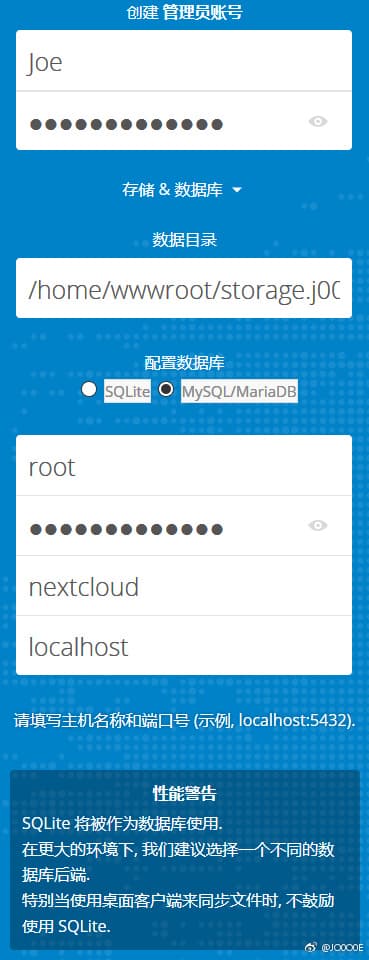 创建 管理员账号
Joe
●●●●●●●●●●●●●
存储 & 数据库
数据目录
/home/wwwroot/storage.j00
配置数据库
SQLite MySQL/MariaDB
root
●●●●●●●●●●●●●
nextcloud
localhost
请填写主机名称和端口号 (示例, localhost:5432).
性能警告
SQLite 将被作为数据库使用.
在更大的环境下, 我们建议选择一个不同的数
据库后端.
特别当使用桌面客户端来同步文件时, 不鼓励
使用 SQLite.
@JO0O0E